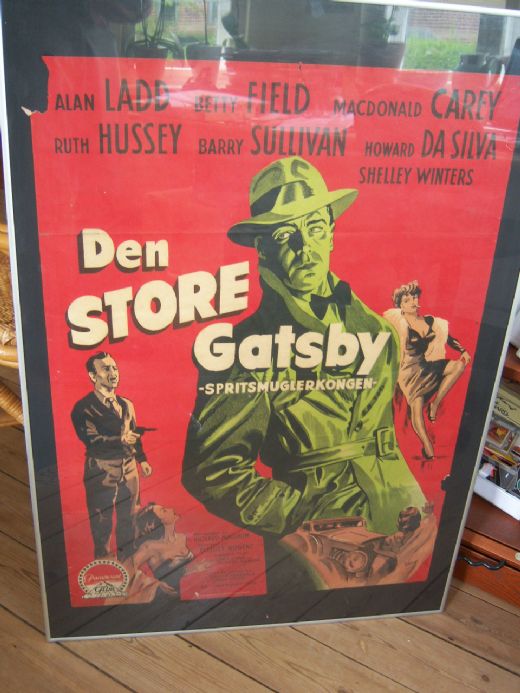 ALAN LADD BETTY FIELD MACDONALD CAREY
RUTH HUSSEY BARRY SULLIVAN HOWARD DA SILVA
SHELLEY WINTERS
Den
STORE
Gatsby
-SPRITSMUGLERKONGEN-
Paramount